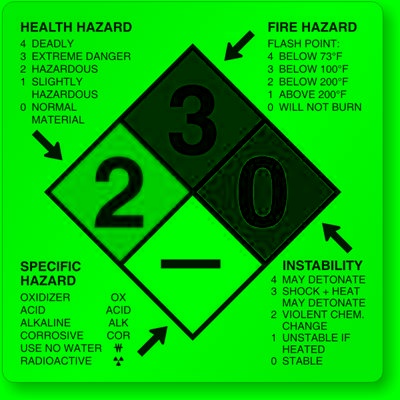 HEALTH HAZARD
4 DEADLY
3 EXTREME DANGER
2 HAZARDOUS
1 SLIGHTLY
HAZARDOUS
0 NORMAL
MATERIAL
FIRE HAZARD
FLASH POINT:
4 BELOW 73°F
3 BELOW 100°F
2 BELOW 200°F
1 ABOVE 200°F
0 WILL NOT BURN
3
2
0
—
SPECIFIC
HAZARD
OXIDIZER OX
ACID ACID
ALKALINE ALK
CORROSIVE COR
USE NO WATER W
RADIOACTIVE ☢
INSTABILITY
4 MAY DETONATE
3 SHOCK + HEAT
MAY DETONATE
2 VIOLENT CHEM.
CHANGE
1 UNSTABLE IF
HEATED
0 STABLE